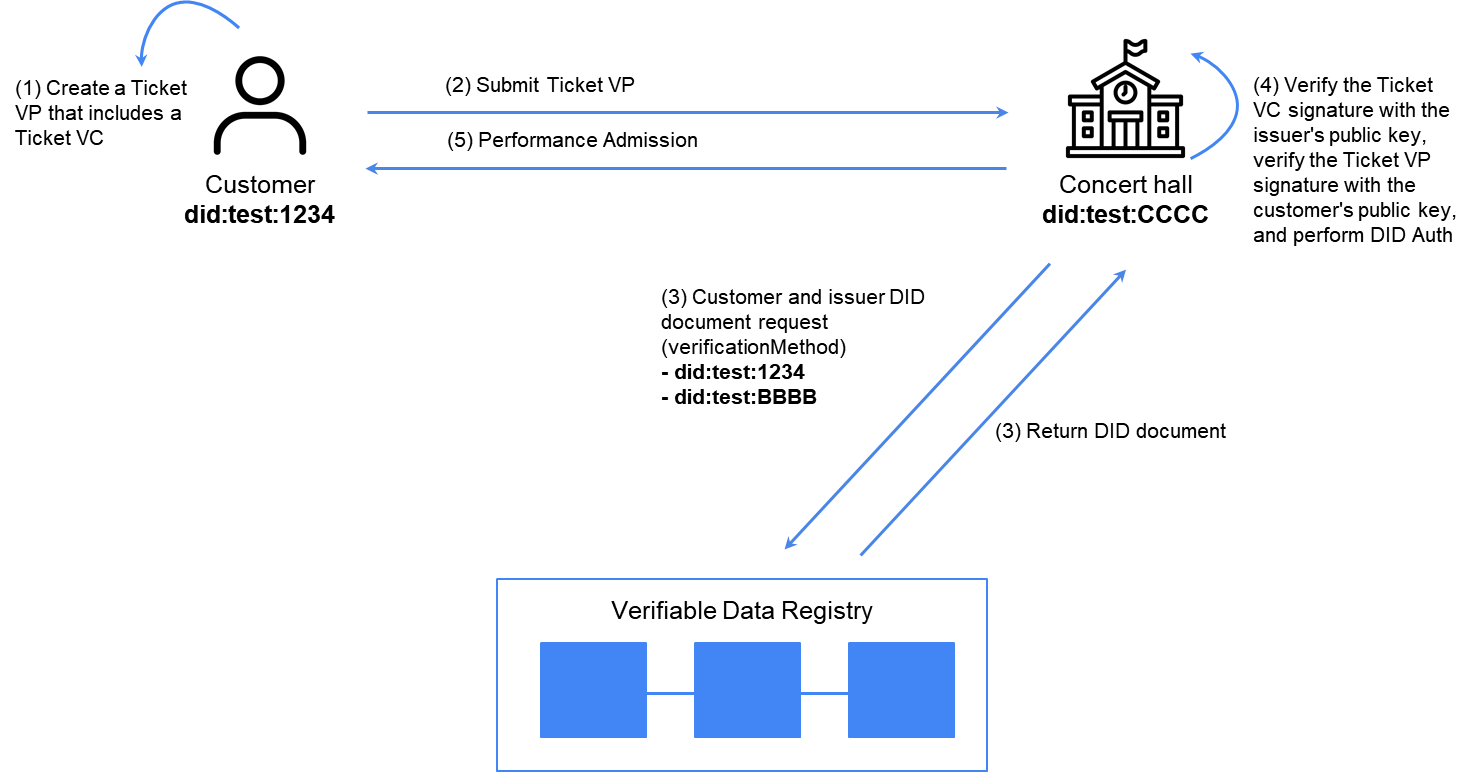 (1) Create a Ticket
VP that includes a
Ticket VC
Customer
did:test:1234
(2) Submit Ticket VP
(5) Performance Admission
Concert hall
did:test:CCCC
(4) Verify the Ticket
VC signature with the
issuer's public key,
verify the Ticket VP
signature with the
customer's public key,
and perform DID Auth
(3) Customer and issuer DID
document request
(verificationMethod)
- did:test:1234
- did:test:BBBB
(3) Return DID document
Verifiable Data Registry